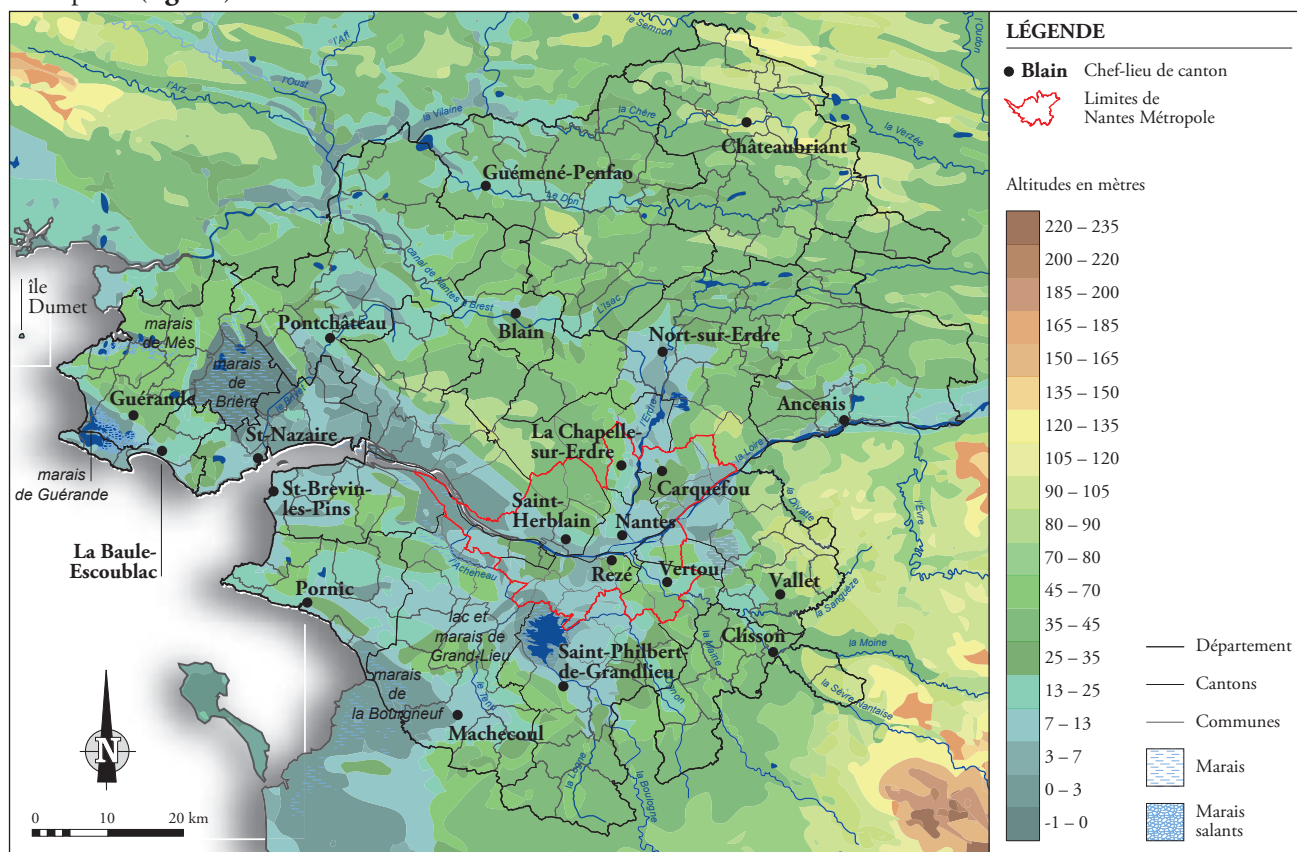 LÉGENDE
Blain Chef-lieu de canton
Limites de
Nantes Métropole
Altitudes en mètres
220 – 235
200 – 220
185 – 200
165 – 185
150 – 165
135 – 150
120 – 135
105 – 120
90 – 105
80 – 90
70 – 80
45 – 70
35 – 45
25 – 35
13 – 25
7 – 13
3 – 7
0 – 3
-1 – 0
Département
Cantons
Communes
Marais
Marais
salants
le Semnon
l'Oudon
l'Aff
l'Oust
l'Arz
la Vilaine
la Chère
la Verzée
Châteaubriant
Guémené-Penfao
Le Don
île
Dumet
canal de Nantes à Brest
L'Isac
marais
de Mès
Pontchâteau
Blain
Nort-sur-Erdre
marais
de
Brière
le Brivet
Guérande
l'Erdre
Ancenis
La Chapelle-
sur-Erdre
la Loire
St-Nazaire
marais
de Guérande
Carquefou
St-Brevin-
les-Pins
Saint-
Herblain
Nantes
la Divatte
l'Èvre
La Baule-
Escoublac
l'Acheneau
Rezé
Vertou
Vallet
la Sanguèze
Pornic
lac et
marais de
Grand-Lieu
la Maine
Clisson
la Moine
Saint-Philbert-
de-Grandlieu
marais
de
la Bourgneuf
le Tenu
la Sèvre Nantaise
Machecoul
la Logne
la Boulogne
N
0 10 20 km